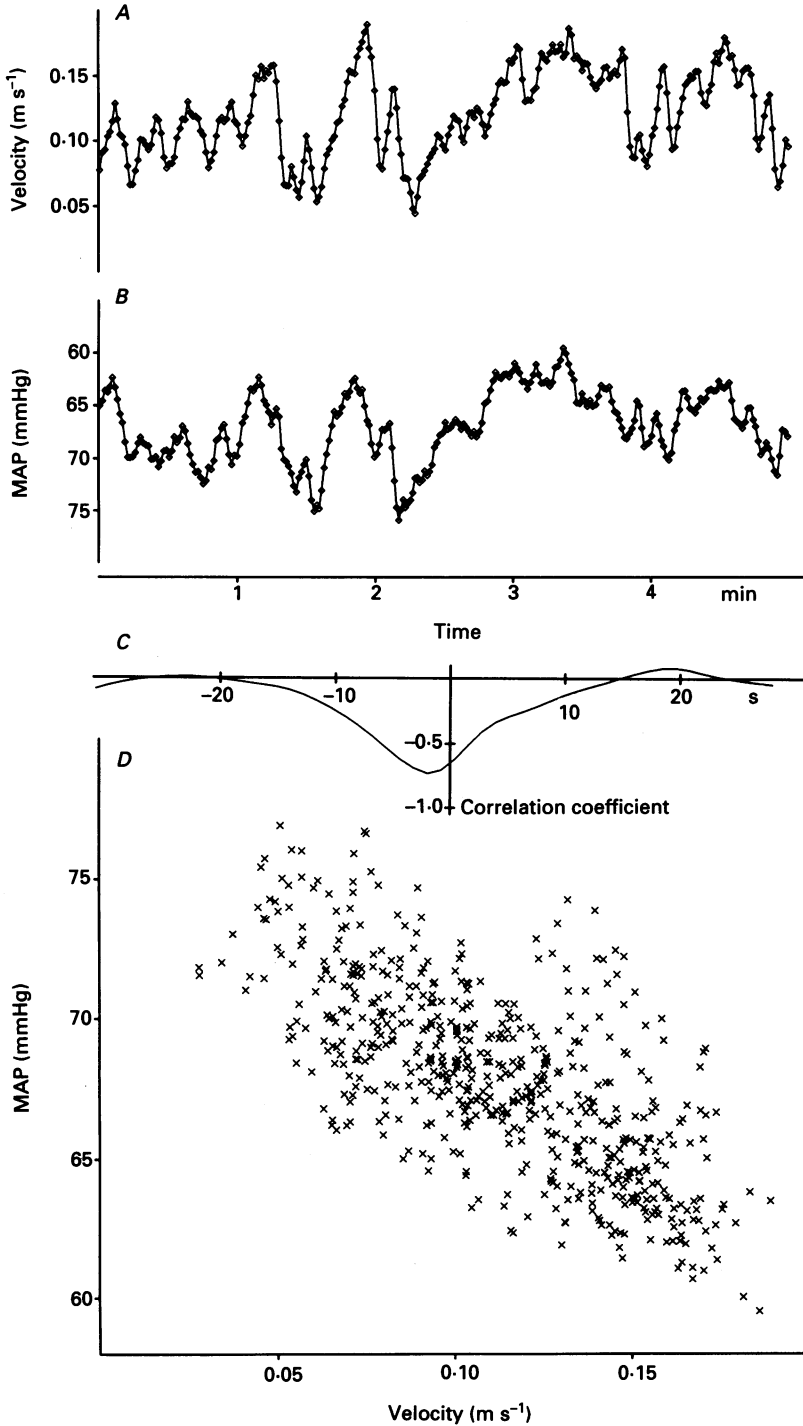 A
0·15
0·10
0·05
Velocity (m s⁻¹)
B
60
65
70
75
MAP (mmHg)
1 2 3 4 min
Time
C
−20 −10 10 20 s
−0·5
−1·0 Correlation coefficient
D
75
70
65
60
MAP (mmHg)
0·05 0·10 0·15
Velocity (m s⁻¹)